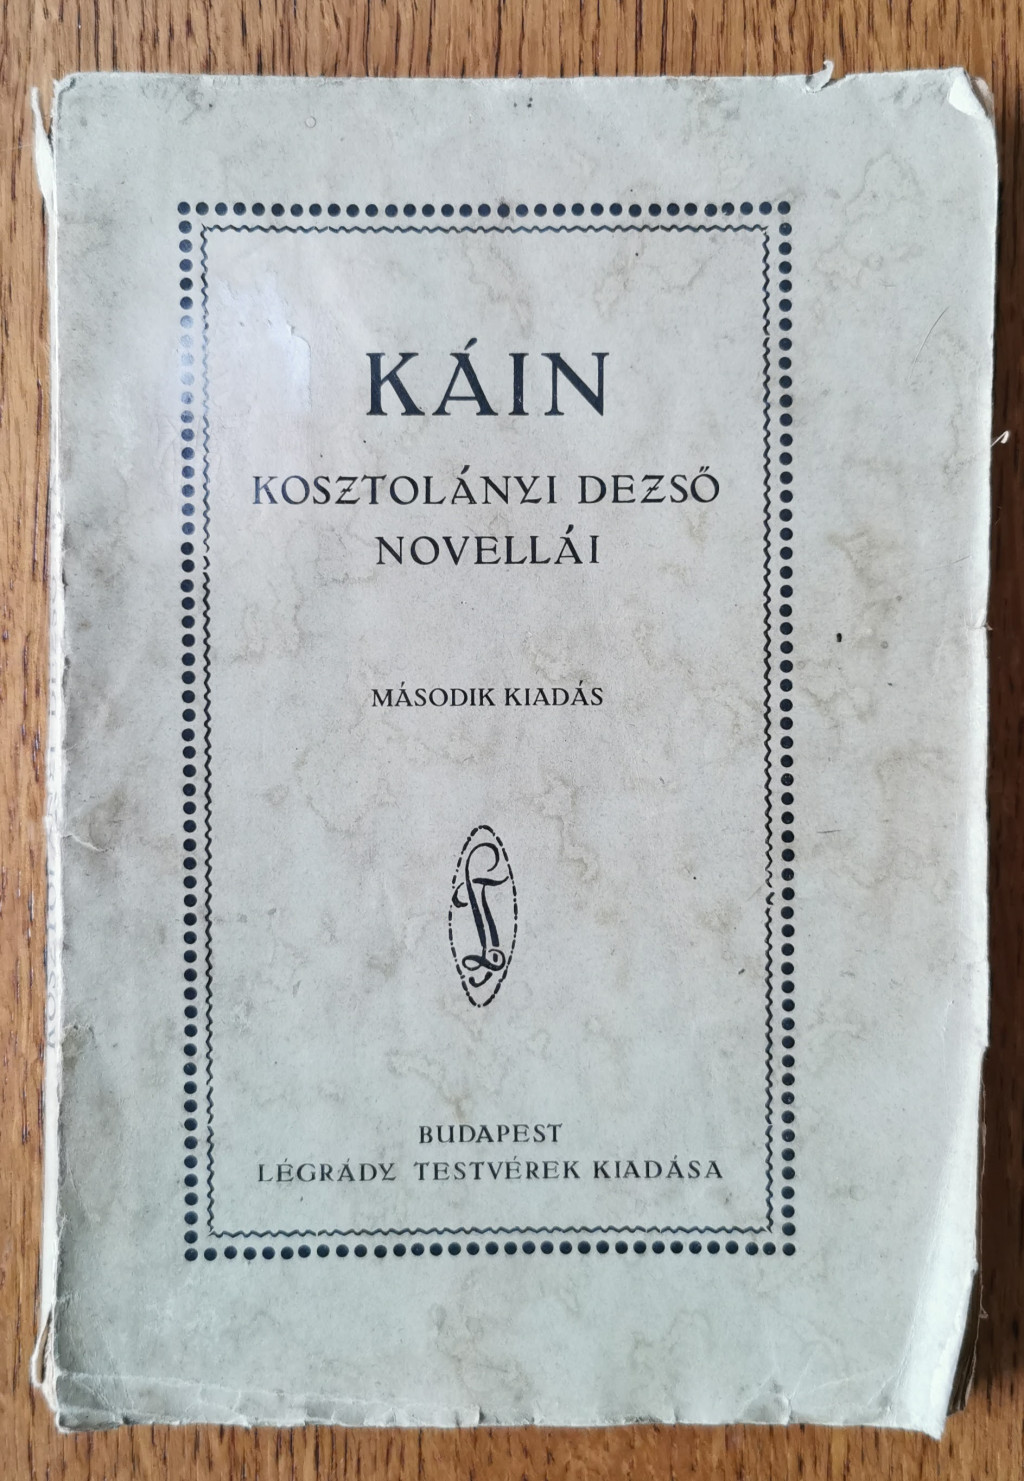 KÁIN
KOSZTOLÁNYI DEZSŐ
NOVELLÁI
MÁSODIK KIADÁS
BUDAPEST
LÉGRÁDY TESTVÉREK KIADÁSA